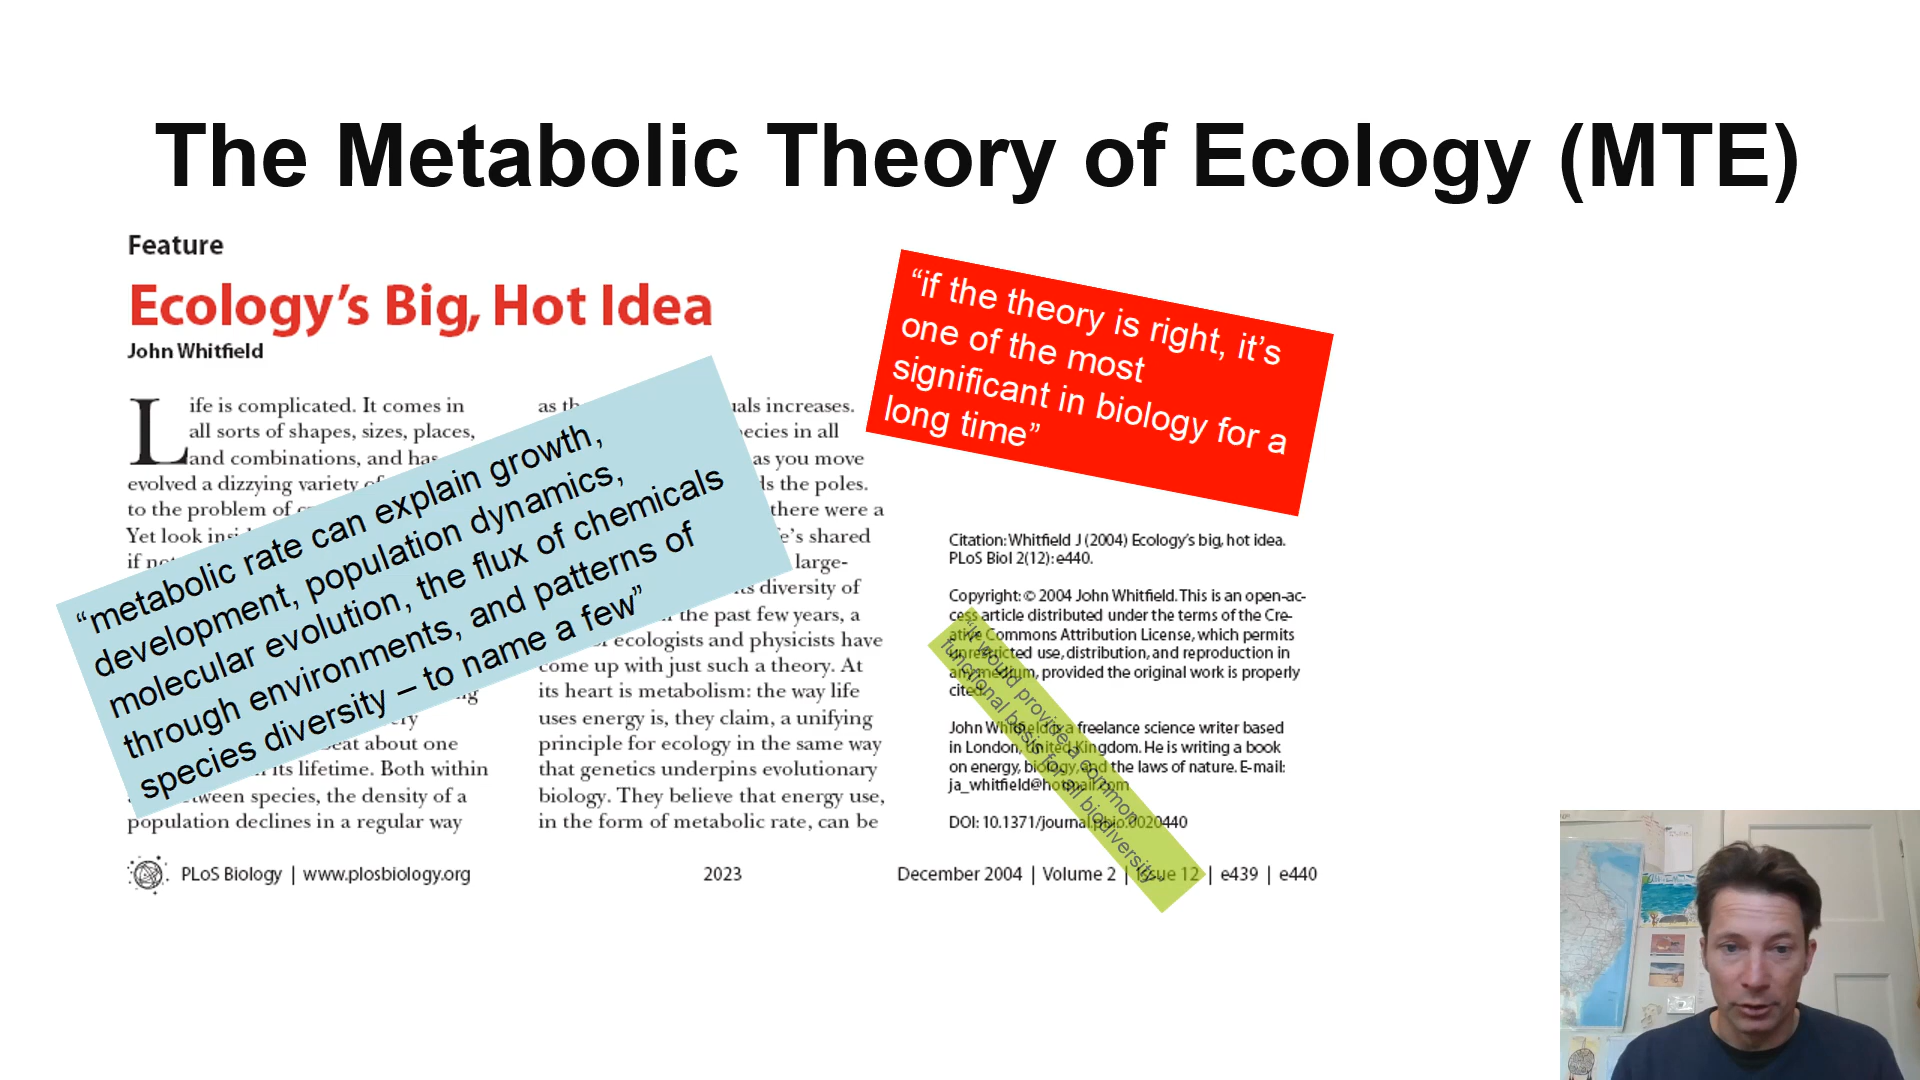 The Metabolic Theory of Ecology (MTE)
Feature
Ecology’s Big, Hot Idea
John Whitfield
Life is complicated. It comes in
all sorts of shapes, sizes, places,
and combinations, and has
evolved a dizzying variety
to the problem of
Yet look
if
eat about one
its lifetime. Both within
between species, the density of a
population declines in a regular way
“metabolic rate can explain growth,
development, population dynamics,
molecular evolution, the flux of chemicals
through environments, and patterns of
species diversity – to name a few”
as increases.
in all
as you move
the poles.
there were a
shared
large-
diversity of
the past few years, a
ecologists and physicists have
come up with just such a theory. At
its heart is metabolism: the way life
uses energy is, they claim, a unifying
principle for ecology in the same way
that genetics underpins evolutionary
biology. They believe that energy use,
in the form of metabolic rate, can be
“if the theory is right, it’s
one of the most
significant in biology for a
long time”
Citation: Whitfield J (2004) Ecology’s big, hot idea.
PLoS Biol 2(12): e440.
Copyright: © 2004 John Whitfield. This is an open-ac-
cess article distributed under the terms of the Cre-
ative Commons Attribution License, which permits
unrestricted use, distribution, and reproduction in
any medium, provided the original work is properly
cited.
John Whitfield is a freelance science writer based
in London, United Kingdom. He is writing a book
on energy, biology, and the laws of nature. E-mail:
ja_whitfield@hotmail.com
DOI: 10.1371/journal.pbio.0020440
“It would provide a common
functional basis for all biodiversity”
PLoS Biology | www.plosbiology.org
2023
December 2004 | Volume 2 | Issue 12 | e439 | e440